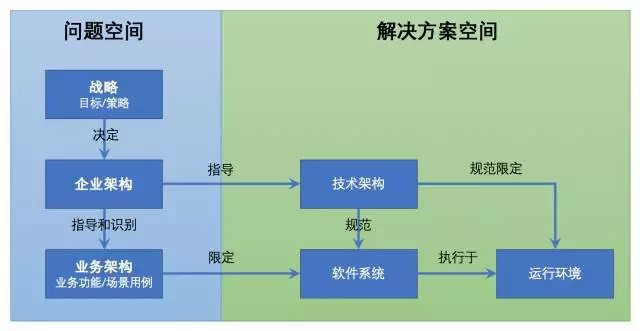 问题空间
解决方案空间
战略
目标/策略
决定
企业架构
指导
技术架构
规范限定
指导和识别
规范
业务架构
业务功能/场景用例
限定
软件系统
执行于
运行环境